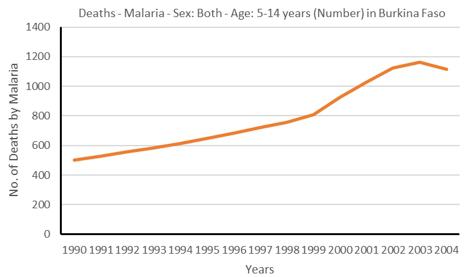 Deaths - Malaria - Sex: Both - Age: 5-14 years (Number) in Burkina Faso
1400
1200
1000
800
600
400
200
0
No. of Deaths by Malaria
1990 1991 1992 1993 1994 1995 1996 1997 1998 1999 2000 2001 2002 2003 2004
Years